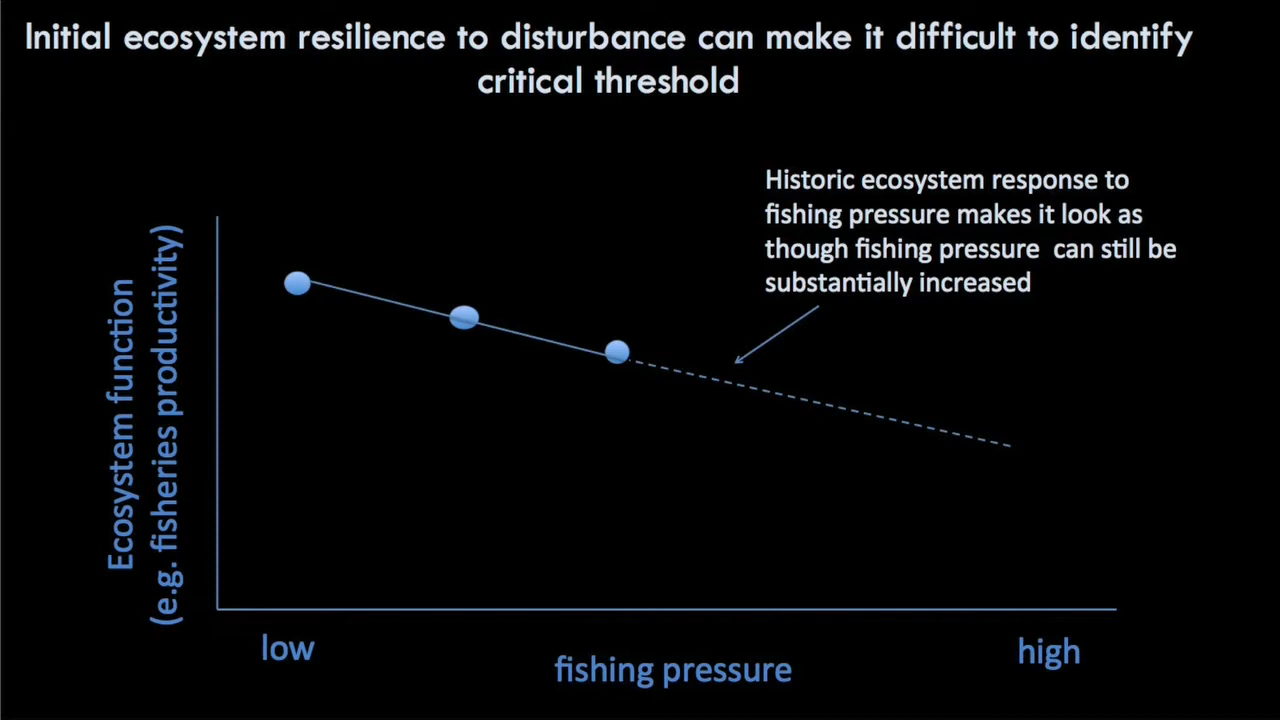 Initial ecosystem resilience to disturbance can make it difficult to identify
critical threshold
Historic ecosystem response to
fishing pressure makes it look as
though fishing pressure can still be
substantially increased
Ecosystem function
(e.g. fisheries productivity)
low
high
fishing pressure